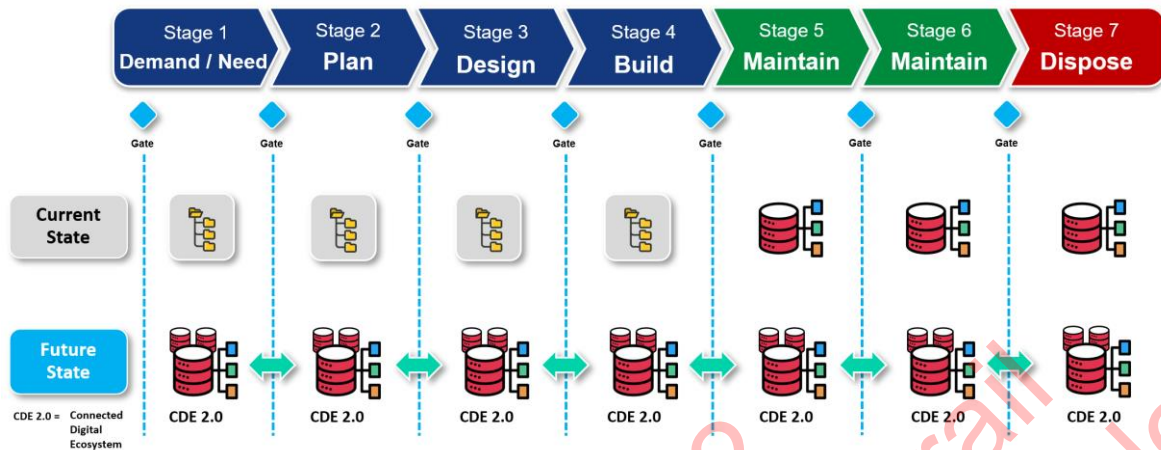 Stage 1
Demand / Need
Stage 2
Plan
Stage 3
Design
Stage 4
Build
Stage 5
Maintain
Stage 6
Maintain
Stage 7
Dispose
Gate
Gate
Gate
Gate
Gate
Gate
Gate
Current
State
Future
State
CDE 2.0 = Connected
Digital
Ecosystem
CDE 2.0
CDE 2.0
CDE 2.0
CDE 2.0
CDE 2.0
CDE 2.0
CDE 2.0